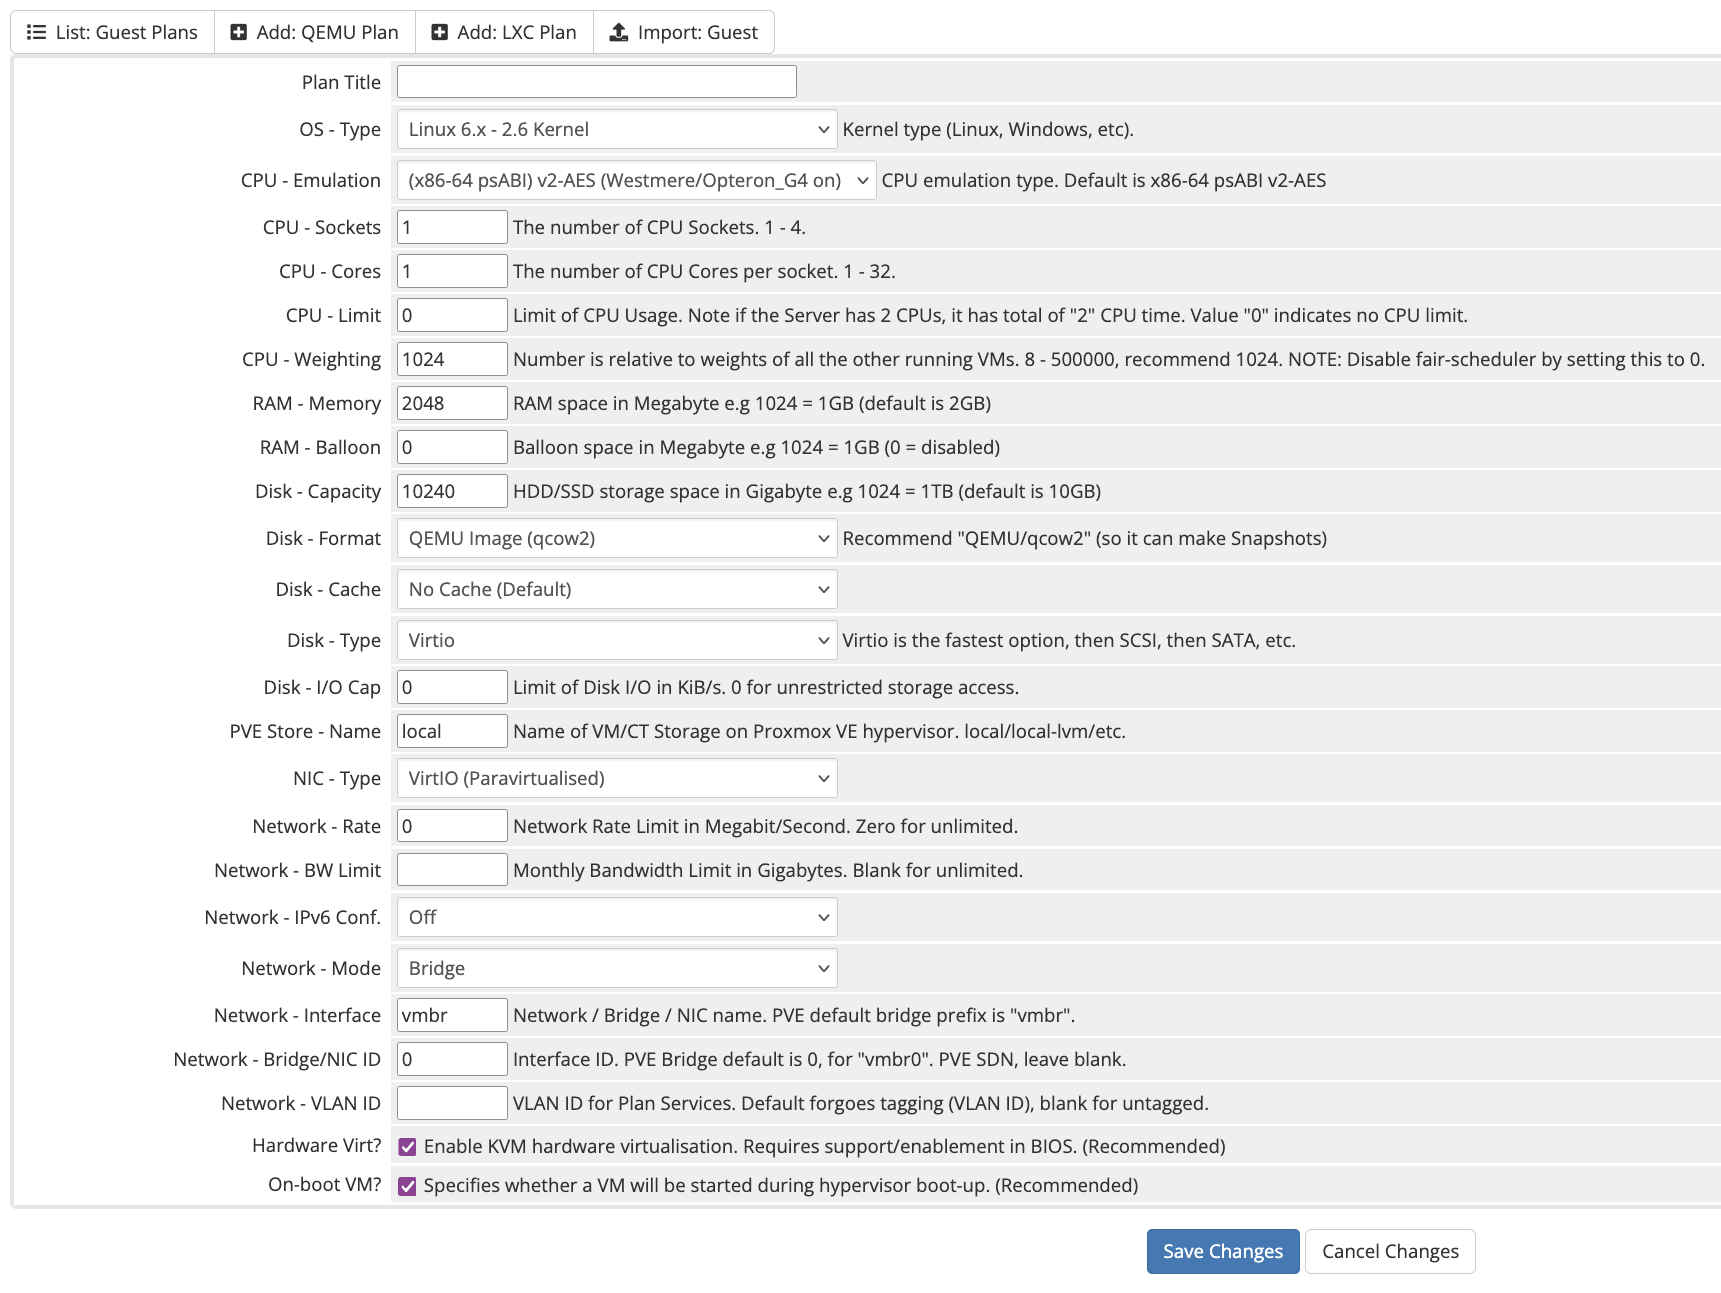 List: Guest Plans Add: QEMU Plan Add: LXC Plan Import: Guest
Plan Title
OS - Type Linux 6.x - 2.6 Kernel Kernel type (Linux, Windows, etc).
CPU - Emulation (x86-64 psABI) v2-AES (Westmere/Opteron_G4 on) CPU emulation type. Default is x86-64 psABI v2-AES
CPU - Sockets 1 The number of CPU Sockets. 1 - 4.
CPU - Cores 1 The number of CPU Cores per socket. 1 - 32.
CPU - Limit 0 Limit of CPU Usage. Note if the Server has 2 CPUs, it has total of "2" CPU time. Value "0" indicates no CPU limit.
CPU - Weighting 1024 Number is relative to weights of all the other running VMs. 8 - 500000, recommend 1024. NOTE: Disable fair-scheduler by setting this to 0.
RAM - Memory 2048 RAM space in Megabyte e.g 1024 = 1GB (default is 2GB)
RAM - Balloon 0 Balloon space in Megabyte e.g 1024 = 1GB (0 = disabled)
Disk - Capacity 10240 HDD/SSD storage space in Gigabyte e.g 1024 = 1TB (default is 10GB)
Disk - Format QEMU Image (qcow2) Recommend "QEMU/qcow2" (so it can make Snapshots)
Disk - Cache No Cache (Default)
Disk - Type Virtio Virtio is the fastest option, then SCSI, then SATA, etc.
Disk - I/O Cap 0 Limit of Disk I/O in KiB/s. 0 for unrestricted storage access.
PVE Store - Name local Name of VM/CT Storage on Proxmox VE hypervisor. local/local-lvm/etc.
NIC - Type VirtIO (Paravirtualised)
Network - Rate 0 Network Rate Limit in Megabit/Second. Zero for unlimited.
Network - BW Limit Monthly Bandwidth Limit in Gigabytes. Blank for unlimited.
Network - IPv6 Conf. Off
Network - Mode Bridge
Network - Interface vmbr Network / Bridge / NIC name. PVE default bridge prefix is "vmbr".
Network - Bridge/NIC ID 0 Interface ID. PVE Bridge default is 0, for "vmbr0". PVE SDN, leave blank.
Network - VLAN ID VLAN ID for Plan Services. Default forgoes tagging (VLAN ID), blank for untagged.
Hardware Virt? Enable KVM hardware virtualisation. Requires support/enablement in BIOS. (Recommended)
On-boot VM? Specifies whether a VM will be started during hypervisor boot-up. (Recommended)
Save Changes Cancel Changes